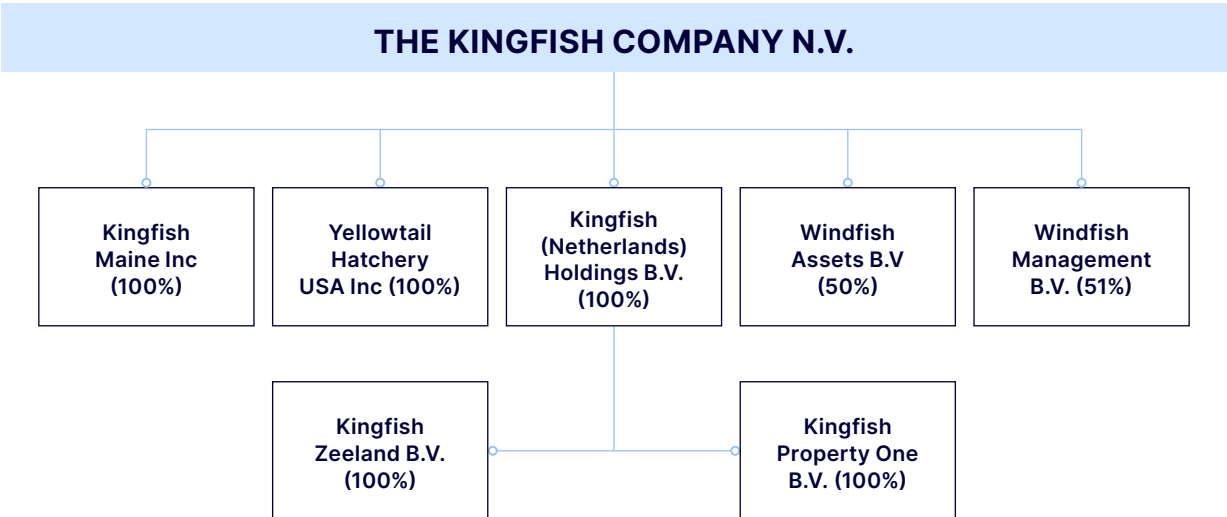 THE KINGFISH COMPANY N.V.
Kingfish
Maine Inc
(100%)
Yellowtail
Hatchery
USA Inc (100%)
Kingfish
(Netherlands)
Holdings B.V.
(100%)
Windfish
Assets B.V
(50%)
Windfish
Management
B.V. (51%)
Kingfish
Zeeland B.V.
(100%)
Kingfish
Property One
B.V. (100%)